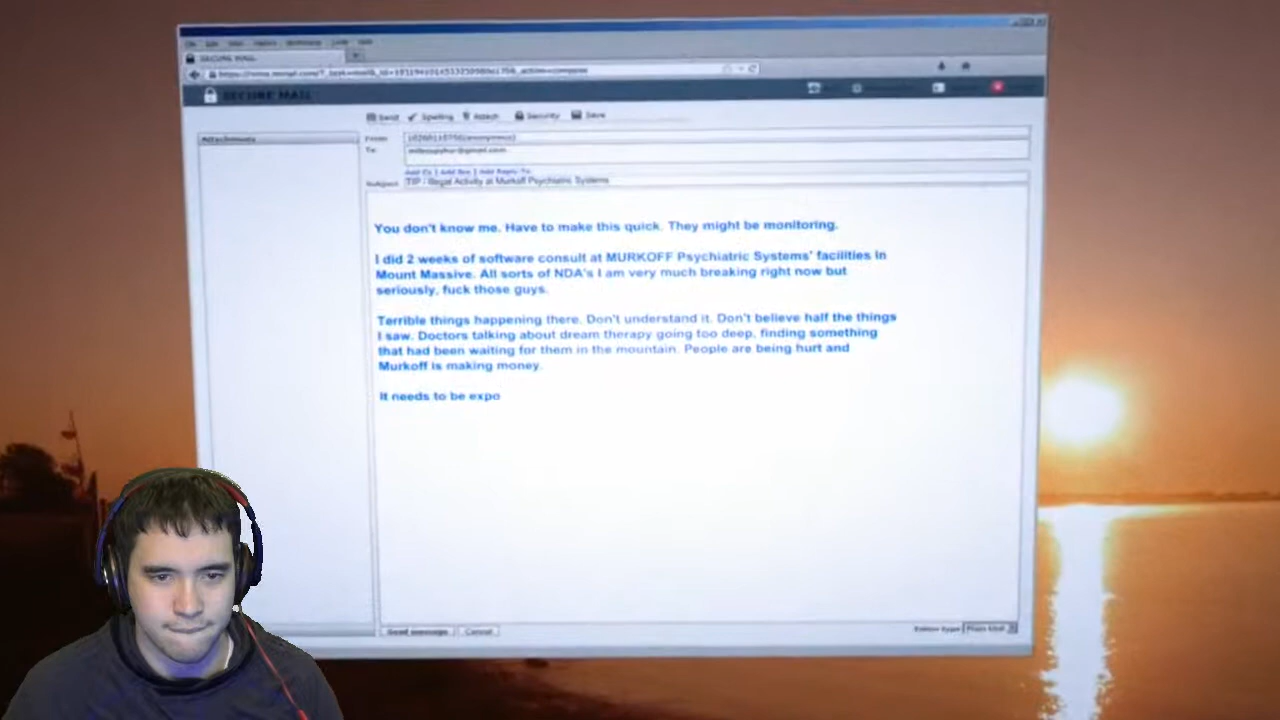 SECURE MAIL
SECURE MAIL
Send Spelling Attach Security Save
Attachments
From:
To:
Subject: TIP / Illegal Activity at Murkoff Psychiatric Systems
You don't know me. Have to make this quick. They might be monitoring.
I did 2 weeks of software consult at MURKOFF Psychiatric Systems' facilities in
Mount Massive. All sorts of NDA's I am very much breaking right now but
seriously, fuck those guys.
Terrible things happening there. Don't understand it. Don't believe half the things
I saw. Doctors talking about dream therapy going too deep, finding something
that had been waiting for them in the mountain. People are being hurt and
Murkoff is making money.
It needs to be expo
Send message Cancel